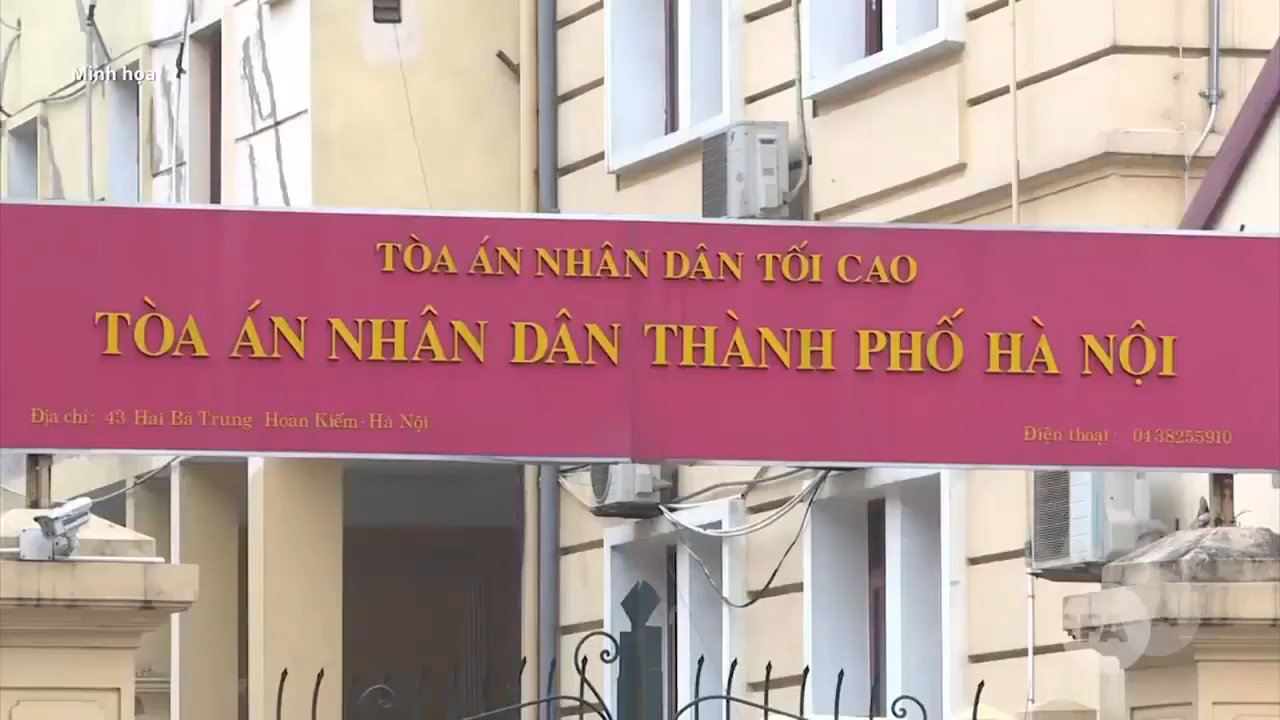 Minh họa
TÒA ÁN NHÂN DÂN TỐI CAO
TÒA ÁN NHÂN DÂN THÀNH PHỐ HÀ NỘI
Địa chỉ: 43 Hai Bà Trưng Hoàn Kiếm-Hà Nội
Điện thoại: 0438255910